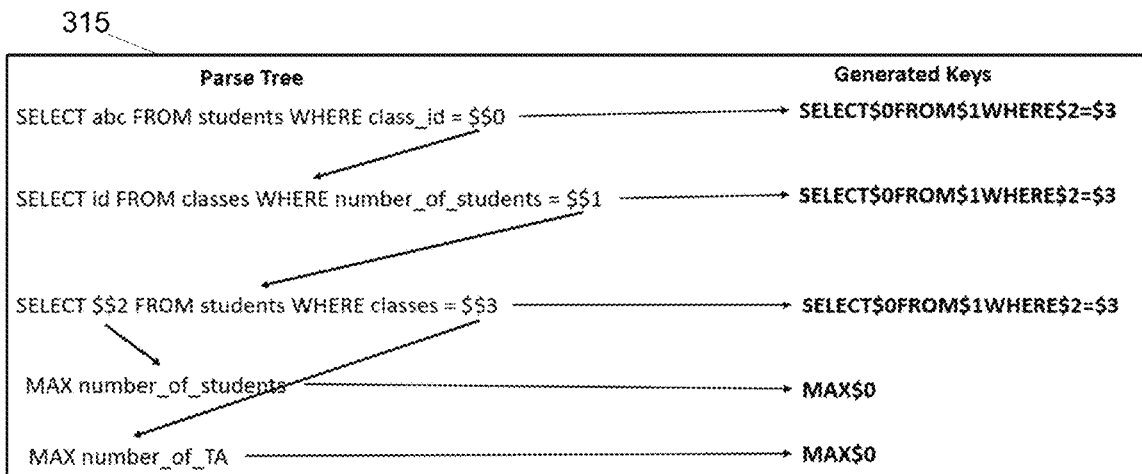 315
Parse Tree Generated Keys
SELECT abc FROM students WHERE class_id = $$0 SELECT$0FROM$1WHERE$2=$3
SELECT id FROM classes WHERE number_of_students = $$1 SELECT$0FROM$1WHERE$2=$3
SELECT $$2 FROM students WHERE classes = $$3 SELECT$0FROM$1WHERE$2=$3
MAX number_of_students MAX$0
MAX number_of_TA MAX$0